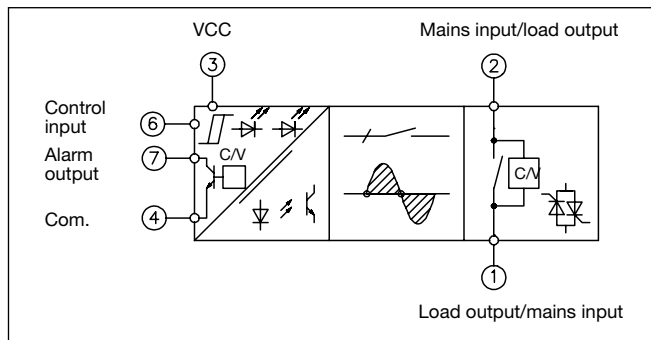 VCC
Mains input/load output
3
2
Control
input
6
Alarm
output
7
C/V
C/V
Com.
4
1
Load output/mains input